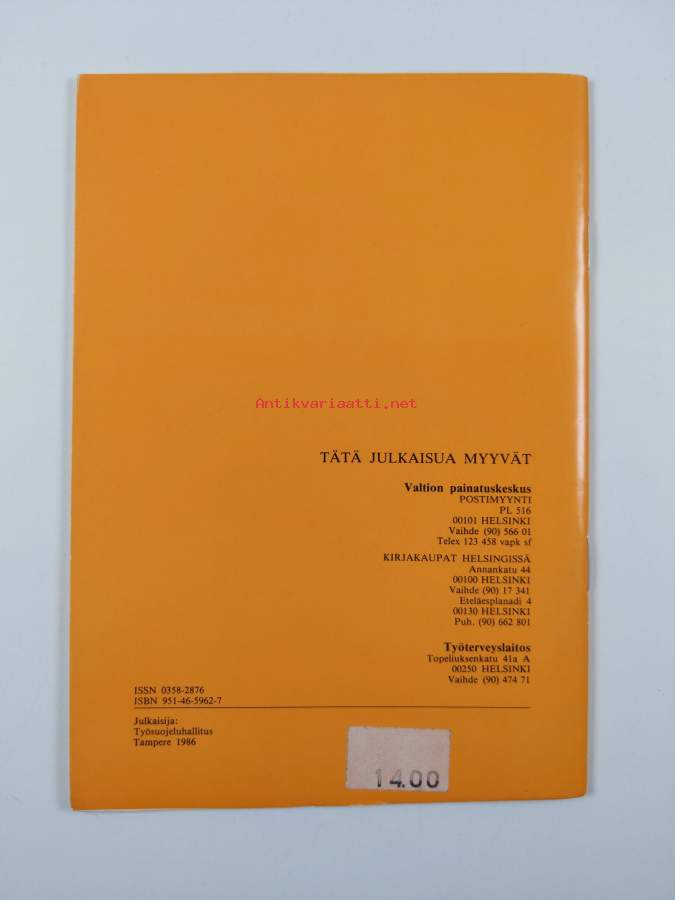 Antikvariaatti.net
TÄTÄ JULKAISUA MYYVÄT
Valtion painatuskeskus
POSTIMYYNTI
PL 516
00101 HELSINKI
Vaihde (90) 566 01
Telex 123 458 vapk sf
KIRJAKAUPAT HELSINGISSÄ
Annankatu 44
00100 HELSINKI
Vaihde (90) 17 341
Eteläesplanadi 4
00130 HELSINKI
Puh. (90) 662 801
Työterveyslaitos
Topeliuksenkatu 41a A
00250 HELSINKI
Vaihde (90) 474 71
ISSN 0358-2876
ISBN 951-46-5962-7
Julkaisija:
Työsuojeluhallitus
Tampere 1986
14.00